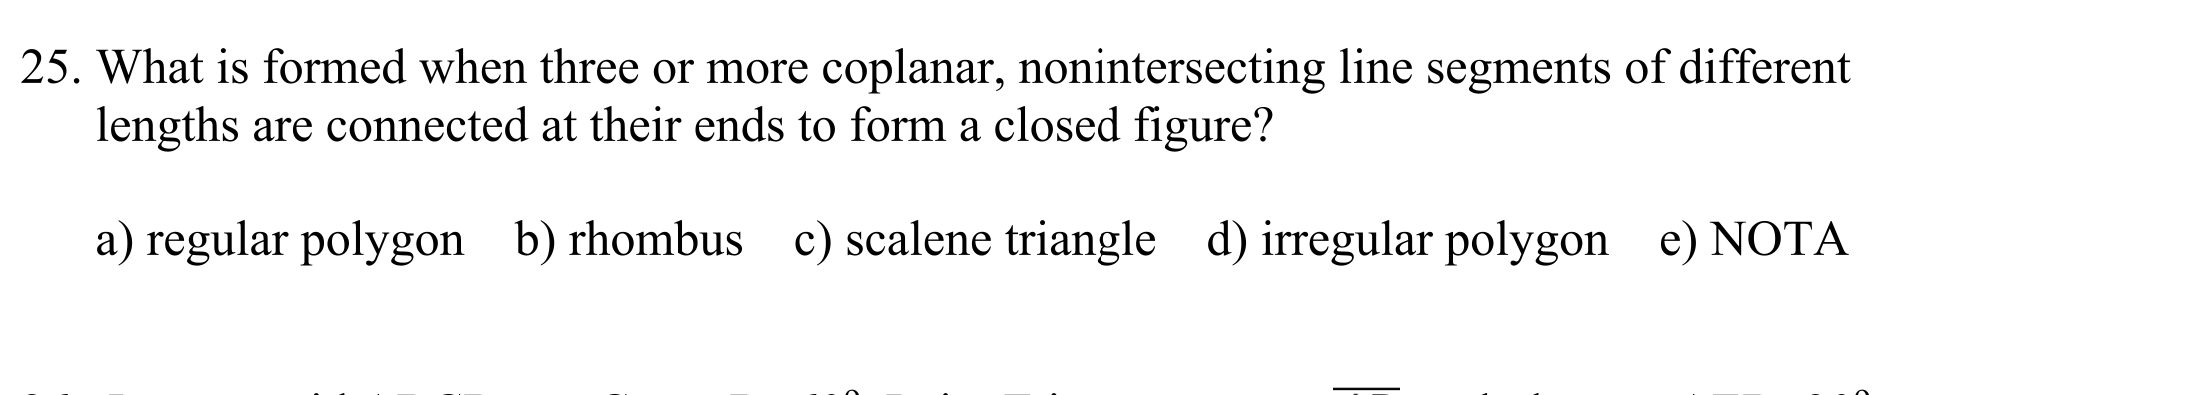 25. What is formed when three or more coplanar, nonintersecting line segments of different
lengths are connected at their ends to form a closed figure?
a) regular polygon b) rhombus c) scalene triangle d) irregular polygon e) NOTA